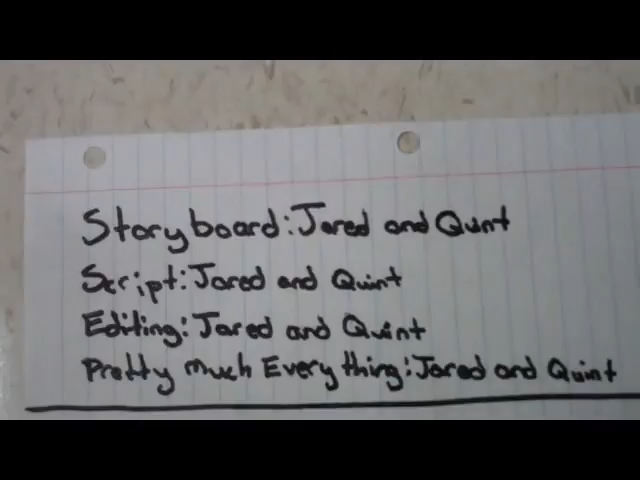 Storyboard: Jared and Quint
Script: Jared and Quint
Editing: Jared and Quint
Pretty much Everything: Jared and Quint